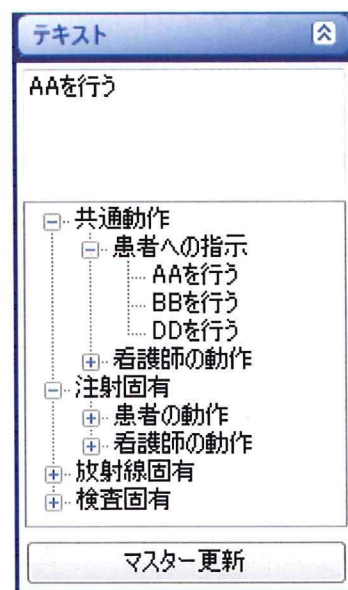 テキスト
AAを行う
共通動作
患者への指示
AAを行う
BBを行う
DDを行う
看護師の動作
注射固有
患者の動作
看護師の動作
放射線固有
検査固有
マスター更新